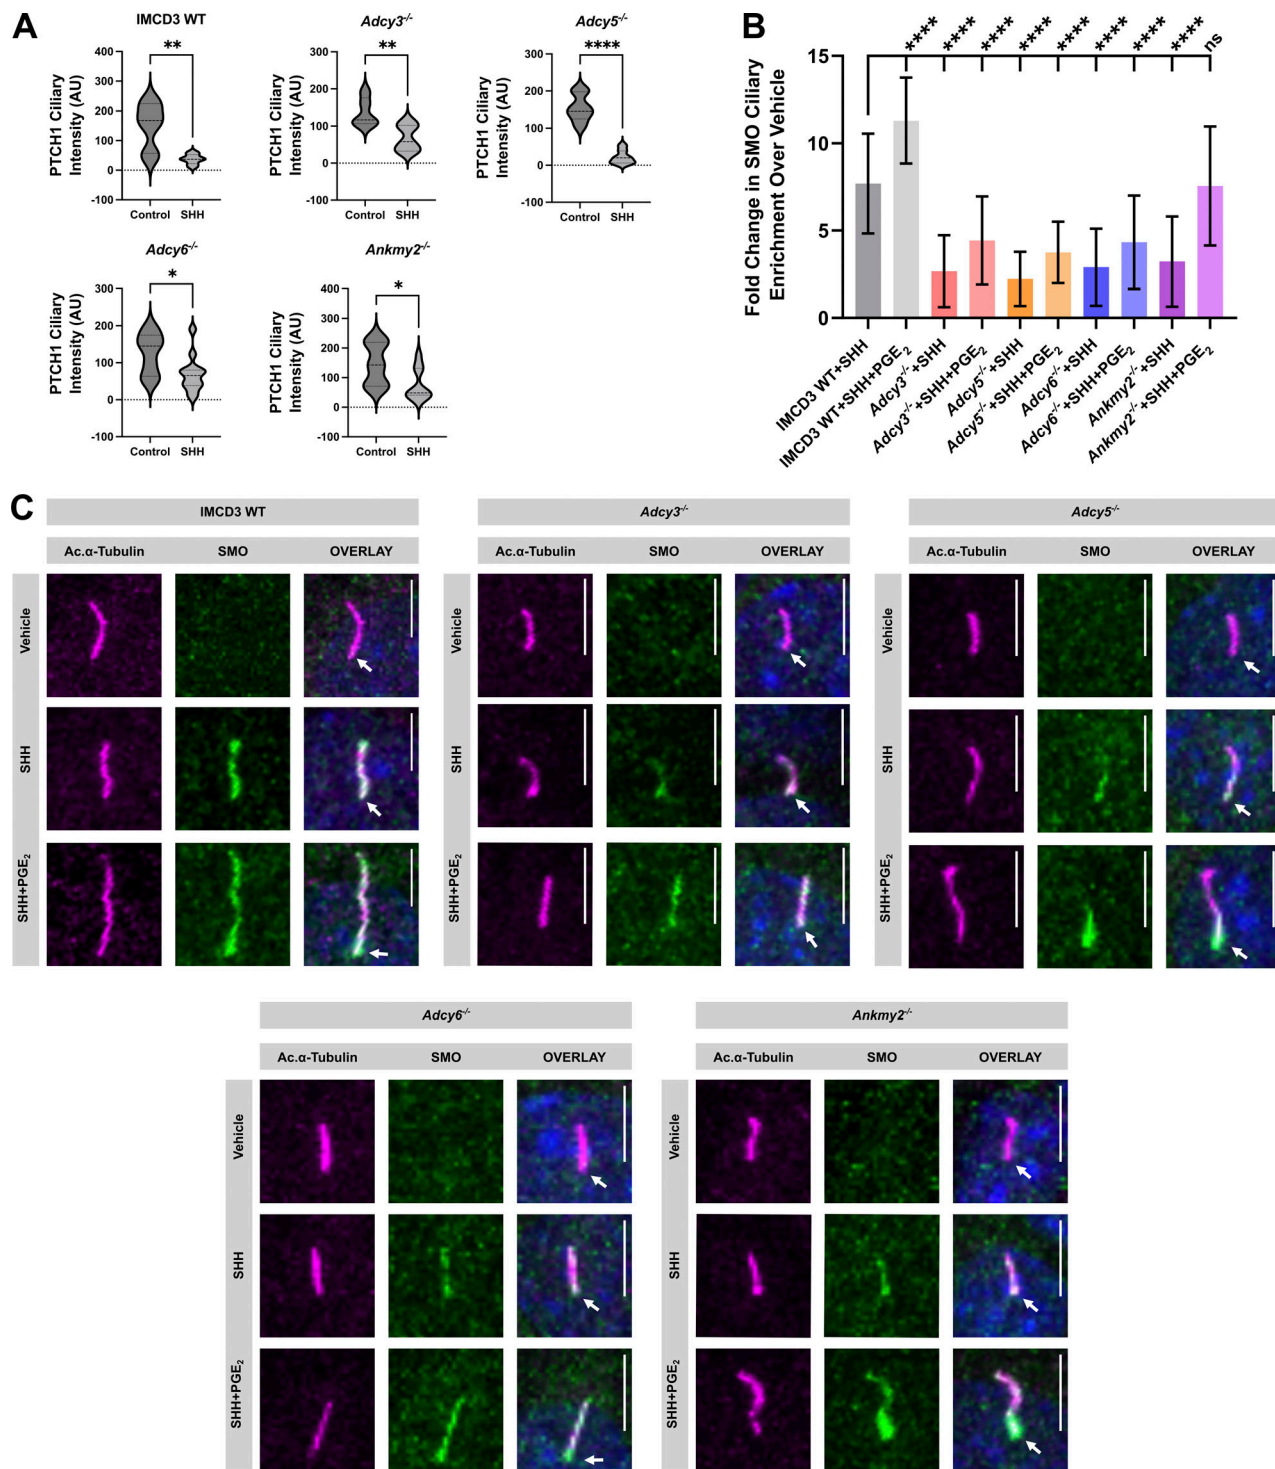 A
IMCD3 WT
**
PTCH1 Ciliary
Intensity (AU)
400
300
200
100
0
-100
Control SHH
Adcy3-/-
**
PTCH1 Ciliary
Intensity (AU)
300
200
100
0
-100
Control SHH
Adcy5-/-
****
PTCH1 Ciliary
Intensity (AU)
300
200
100
0
-100
Control SHH
Adcy6-/-
*
PTCH1 Ciliary
Intensity (AU)
400
300
200
100
0
-100
Control SHH
Ankmy2-/-
*
PTCH1 Ciliary
Intensity (AU)
400
300
200
100
0
-100
Control SHH
B
**** **** **** **** **** **** **** **** ns
Fold Change in SMO Ciliary
Enrichment Over Vehicle
15
10
5
0
IMCD3 WT+SHH
IMCD3 WT+SHH+PGE2
Adcy3-/-+SHH
Adcy3-/-+SHH+PGE2
Adcy5-/-+SHH
Adcy5-/-+SHH+PGE2
Adcy6-/-+SHH
Adcy6-/-+SHH+PGE2
Ankmy2-/-+SHH
Ankmy2-/-+SHH+PGE2
C
IMCD3 WT
Ac.α-Tubulin SMO OVERLAY
Vehicle
SHH
SHH+PGE2
Adcy3-/-
Ac.α-Tubulin SMO OVERLAY
Vehicle
SHH
SHH+PGE2
Adcy5-/-
Ac.α-Tubulin SMO OVERLAY
Vehicle
SHH
SHH+PGE2
Adcy6-/-
Ac.α-Tubulin SMO OVERLAY
Vehicle
SHH
SHH+PGE2
Ankmy2-/-
Ac.α-Tubulin SMO OVERLAY
Vehicle
SHH
SHH+PGE2